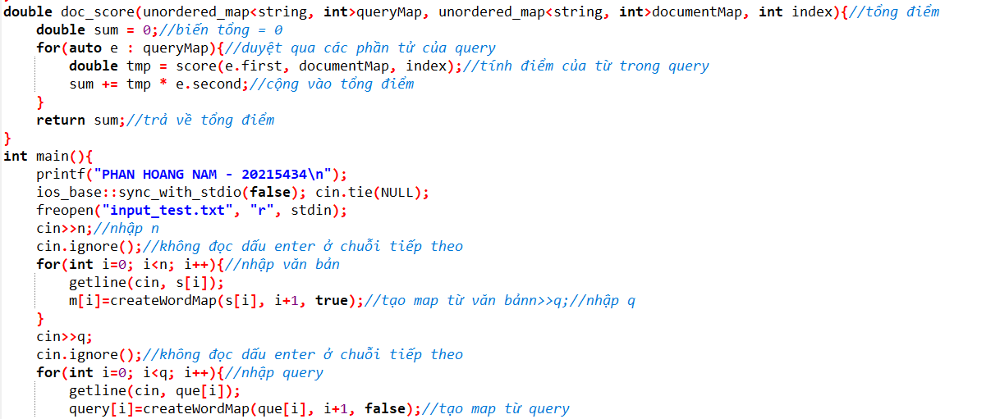 double doc_score(unordered_map<string, int>queryMap, unordered_map<string, int>documentMap, int index){//tổng điểm
    double sum = 0;//biến tổng = 0
    for(auto e : queryMap){//duyệt qua các phần tử của query
        double tmp = score(e.first, documentMap, index);//tính điểm của từ trong query
        sum += tmp * e.second;//cộng vào tổng điểm
    }
    return sum;//trả về tổng điểm
}
int main(){
    printf("PHAN HOANG NAM - 20215434\n");
    ios_base::sync_with_stdio(false); cin.tie(NULL);
    freopen("input_test.txt", "r", stdin);
    cin>>n;//nhập n
    cin.ignore();//không đọc dấu enter ở chuỗi tiếp theo
    for(int i=0; i<n; i++){//nhập văn bản
        getline(cin, s[i]);
        m[i]=createWordMap(s[i], i+1, true);//tạo map từ văn bảnn>>q;//nhập q
    }
    cin>>q;
    cin.ignore();//không đọc dấu enter ở chuỗi tiếp theo
    for(int i=0; i<q; i++){//nhập query
        getline(cin, que[i]);
        query[i]=createWordMap(que[i], i+1, false);//tạo map từ query